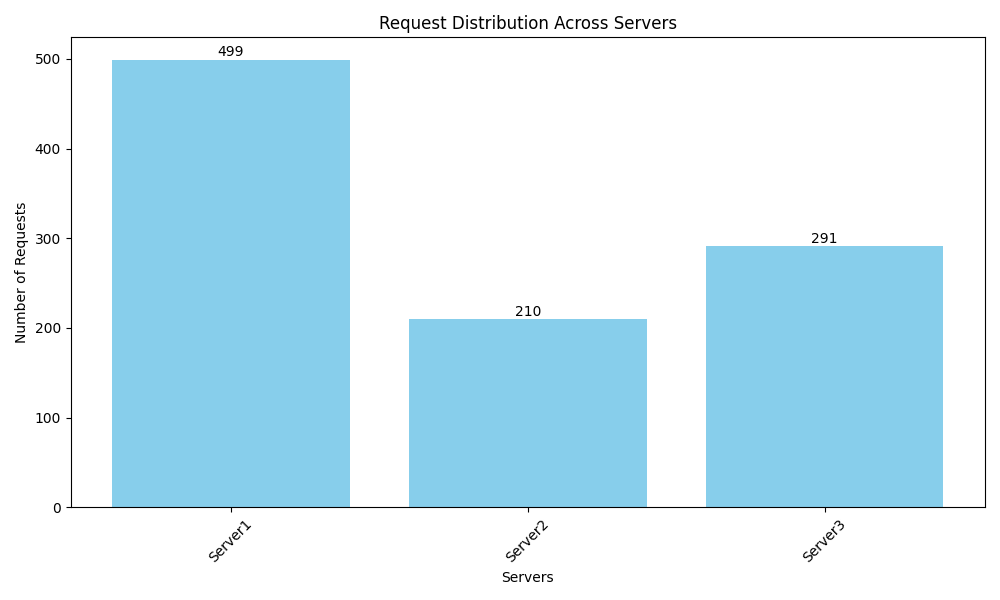 Request Distribution Across Servers
Number of Requests
500
400
300
200
100
0
499
210
291
Server1
Server2
Server3
Servers